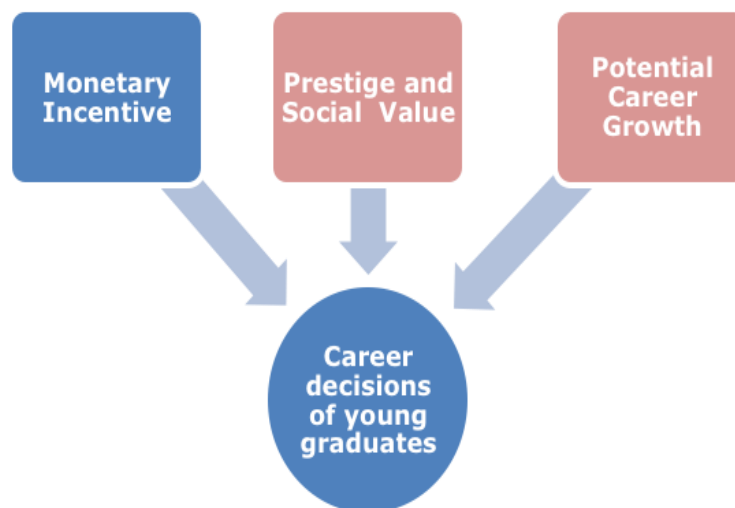 Monetary
Incentive
Prestige and
Social Value
Potential
Career
Growth
Career
decisions
of young
graduates